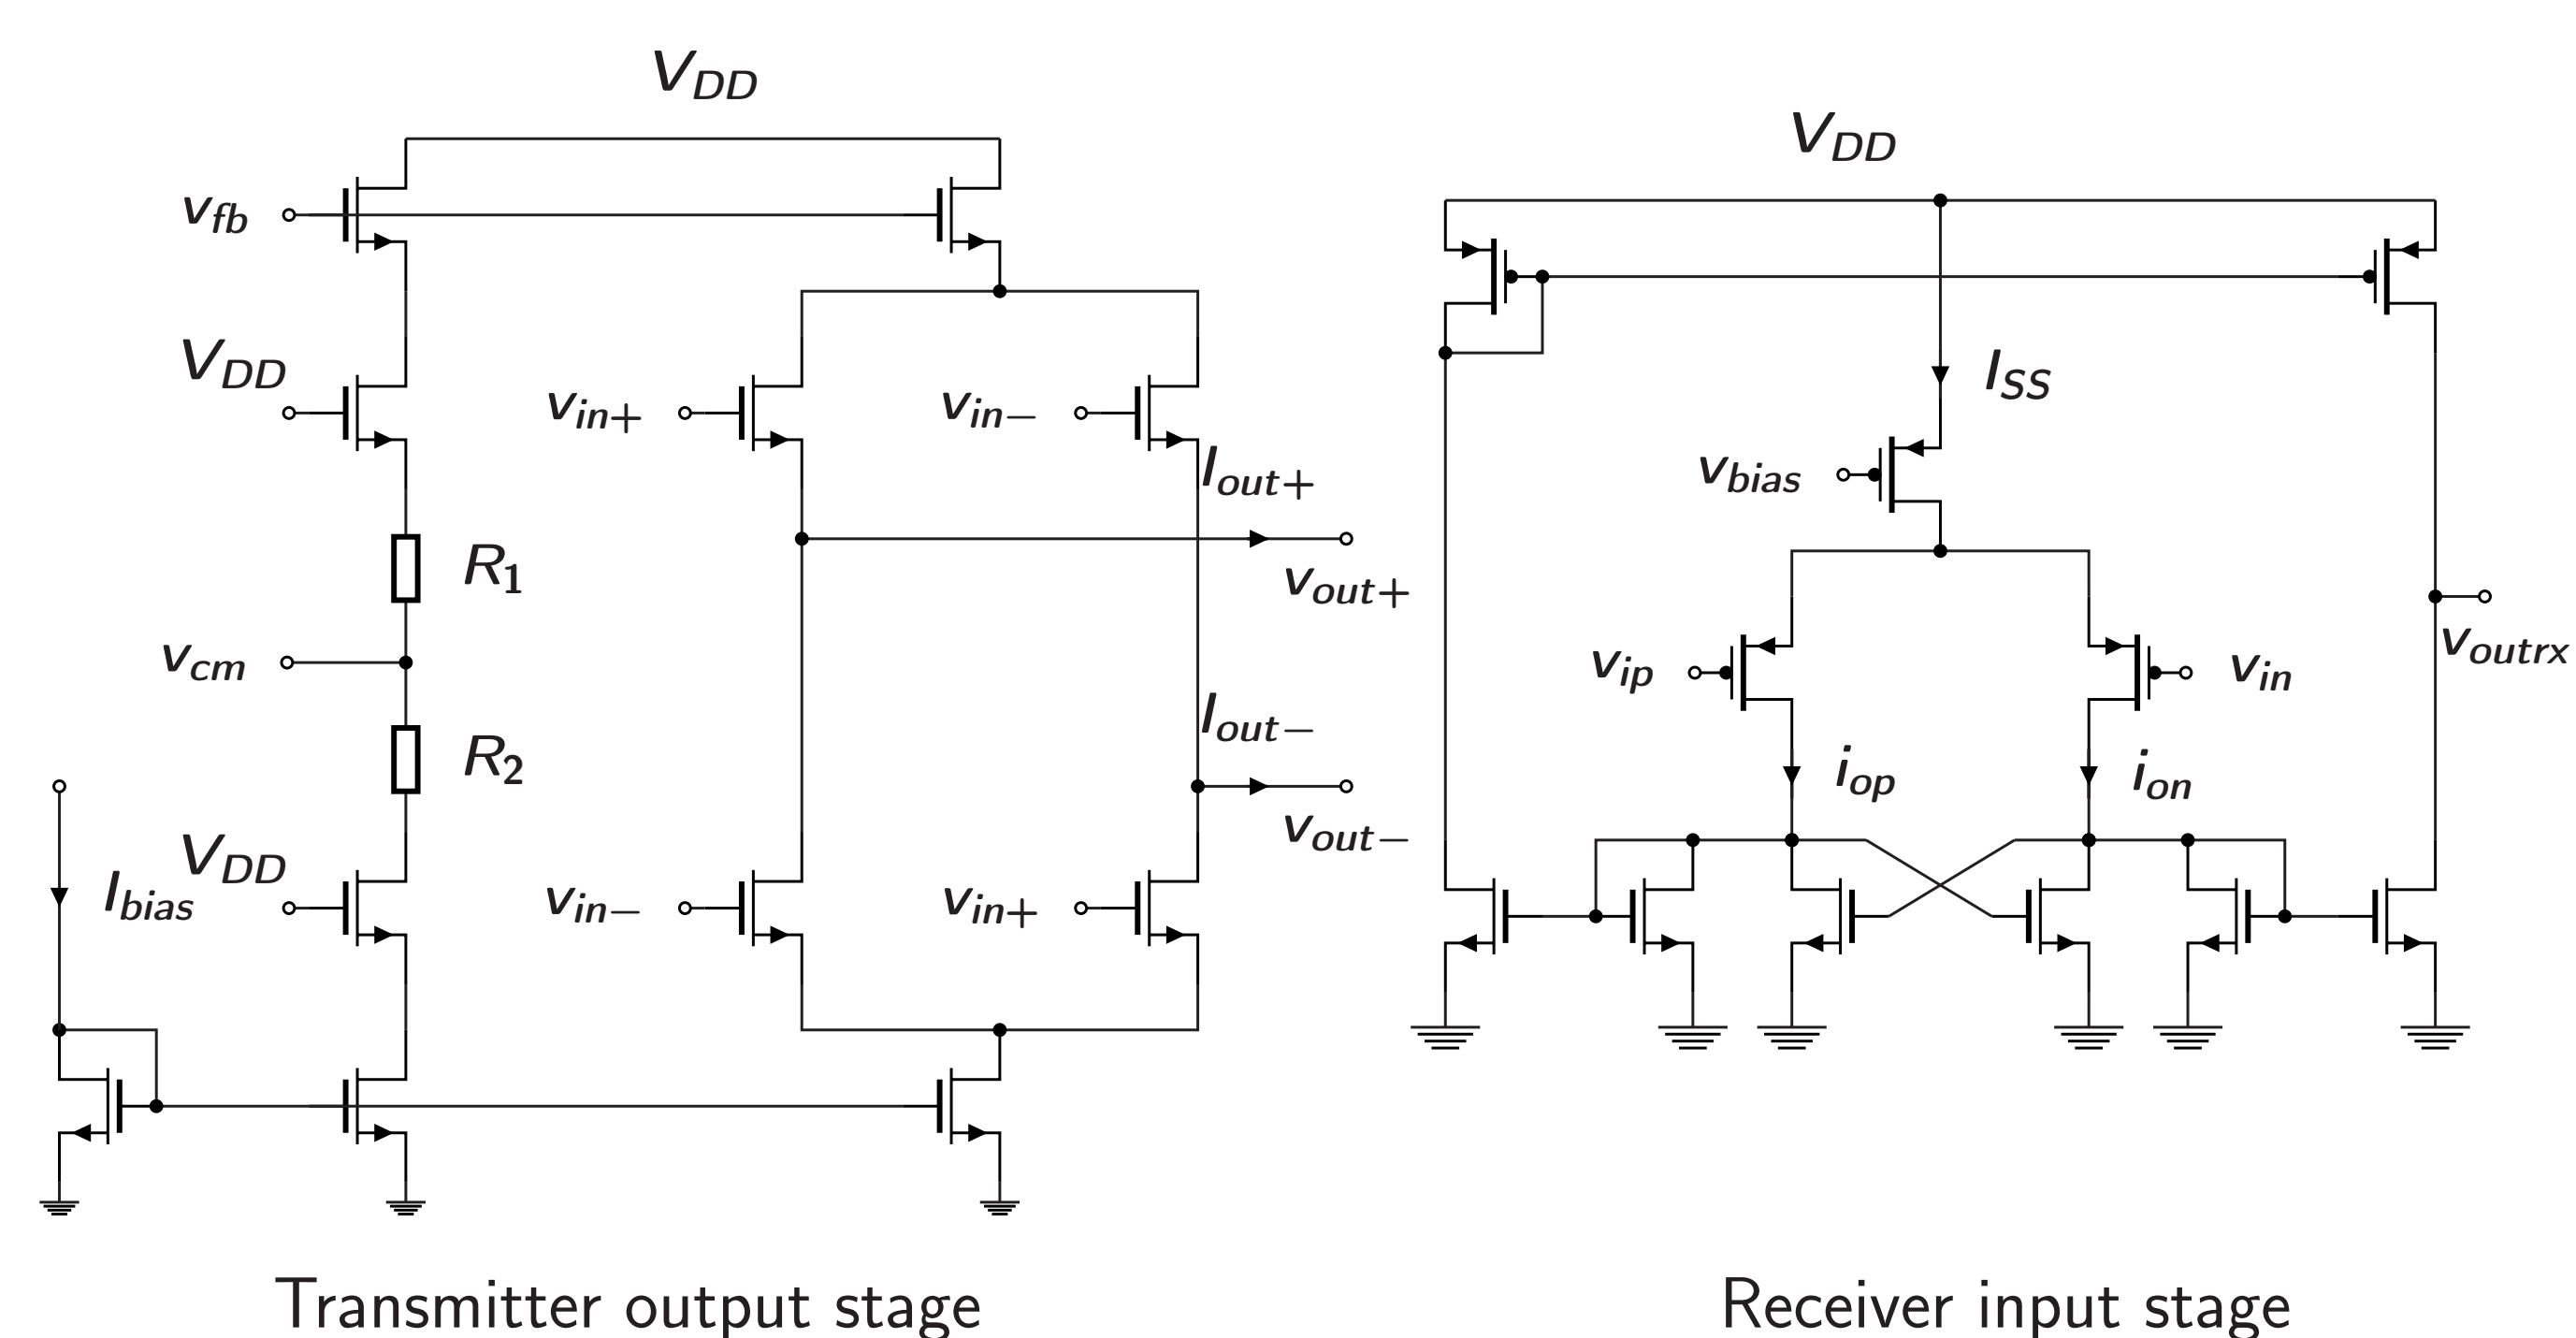 V_DD
v_fb
V_DD
v_in+
v_in−
I_out+
v_out+
R_1
v_cm
R_2
I_out−
v_out−
I_bias
V_DD
v_in−
v_in+
Transmitter output stage
V_DD
I_SS
v_bias
v_ip
v_in
v_outrx
i_op
i_on
Receiver input stage